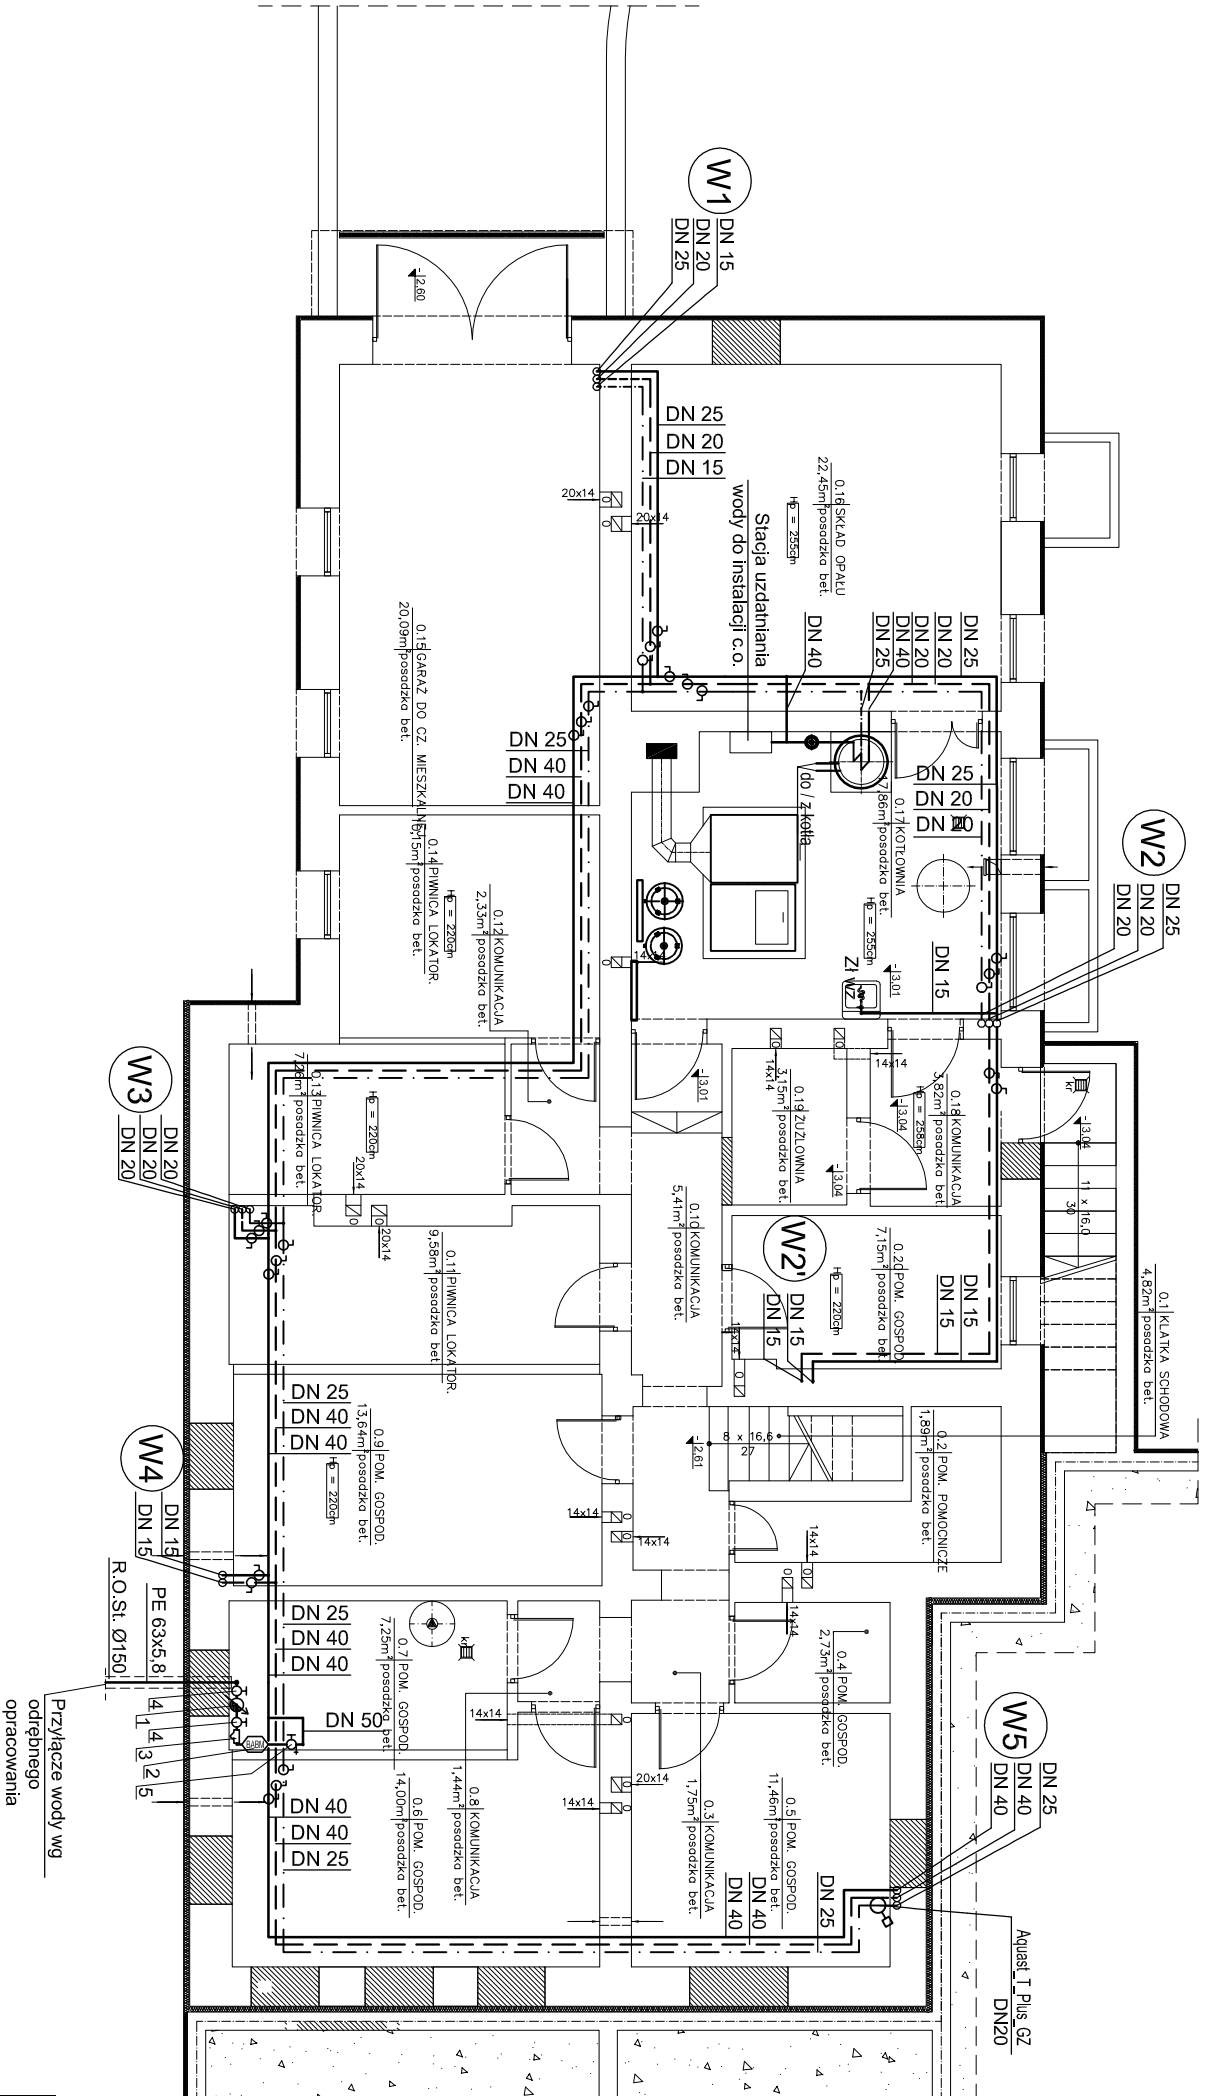 W1
DN 15
DN 20
DN 25
-2,60
DN 25
DN 20
DN 15
20x14
20x14
0.16 SKŁAD OPAŁU
22,45m² posadzka bet.
Hp = 255cm
Stacja uzdatniania
wody do instalacji c.o.
DN 40
DN 25
DN 20
DN 20
DN 40
DN 25
0.15 GARAŻ DO CZ. MIESZKALNEJ
20,09m² posadzka bet.
DN 25
DN 40
DN 40
do / z kotła
0.17 KOTŁOWNIA
17,86m² posadzka bet.
Hp = 255cm
DN 25
DN 20
DN 20
W2
DN 25
DN 20
DN 20
DN 15
Zl wz
-3,01
0.14 PIWNICA LOKATOR.
posadzka bet.
Hp = 220cm
0.12 KOMUNIKACJA
2,33m² posadzka bet.
14x14
W3
DN 20
DN 20
DN 20
0.13 PIWNICA LOKATOR.
7,26m² posadzka bet.
Hp = 220cm
20x14
20x14
-3,01
14x14
14x14
0.19 ŻUŻLOWNIA
3,15m² posadzka bet.
-3,04
0.18 KOMUNIKACJA
3,82m² posadzka bet.
Hp = 258cm
-3,04
kr
-3,04
11 x 16,0
30
0.1 KLATKA SCHODOWA
4,82m² posadzka bet.
0.10 KOMUNIKACJA
5,41m² posadzka bet.
0.11 PIWNICA LOKATOR.
9,58m² posadzka bet.
W2'
DN 15
DN 15
0.20 POM. GOSPOD.
7,15m² posadzka bet.
Hp = 220cm
DN 15
DN 15
14x14
8 x 16,6
27
-2,61
0.2 POM. POMOCNICZE
1,89m² posadzka bet.
DN 25
DN 40
DN 40
0.9 POM. GOSPOD.
13,64m² posadzka bet.
Hp = 220cm
14x14
14x14
14x14
14x14
W4
DN 15
DN 15
PE 63x5,8
R.O.St. Ø150
DN 25
DN 40
DN 40
0.7 POM. GOSPOD.
7,25m² posadzka bet.
kr
DN 50
BABM
4
1
4
3
2
5
Przyłącze wody wg
odrębnego
opracowania
0.4 POM. GOSPOD.
2,73m² posadzka bet.
14x14
20x14
14x14
0.8 KOMUNIKACJA
1,44m² posadzka bet.
0.6 POM. GOSPOD.
14,00m² posadzka bet.
DN 40
DN 40
DN 25
0.3 KOMUNIKACJA
1,75m² posadzka bet.
0.5 POM. GOSPOD.
11,46m² posadzka bet.
DN 25
DN 40
DN 40
W5
DN 25
DN 40
DN 40
Aquast_T_Plus_GZ
DN20